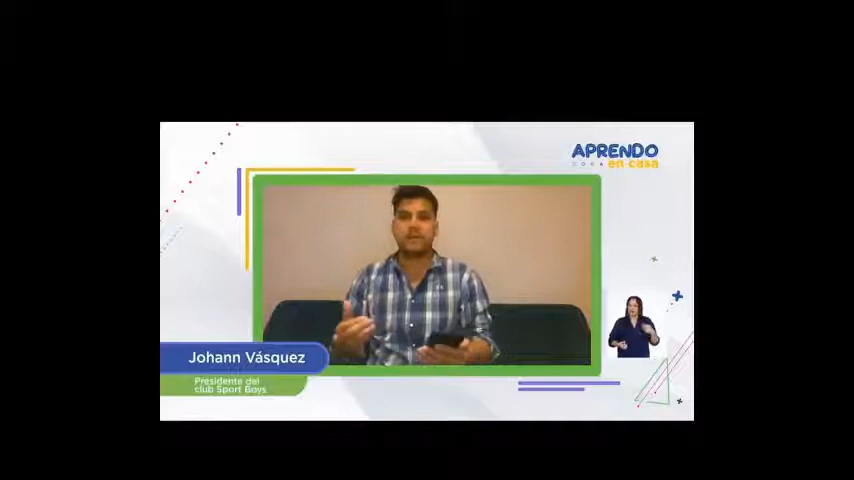 APRENDO
en casa
Johann Vásquez
Presidente del
club Sport Boys